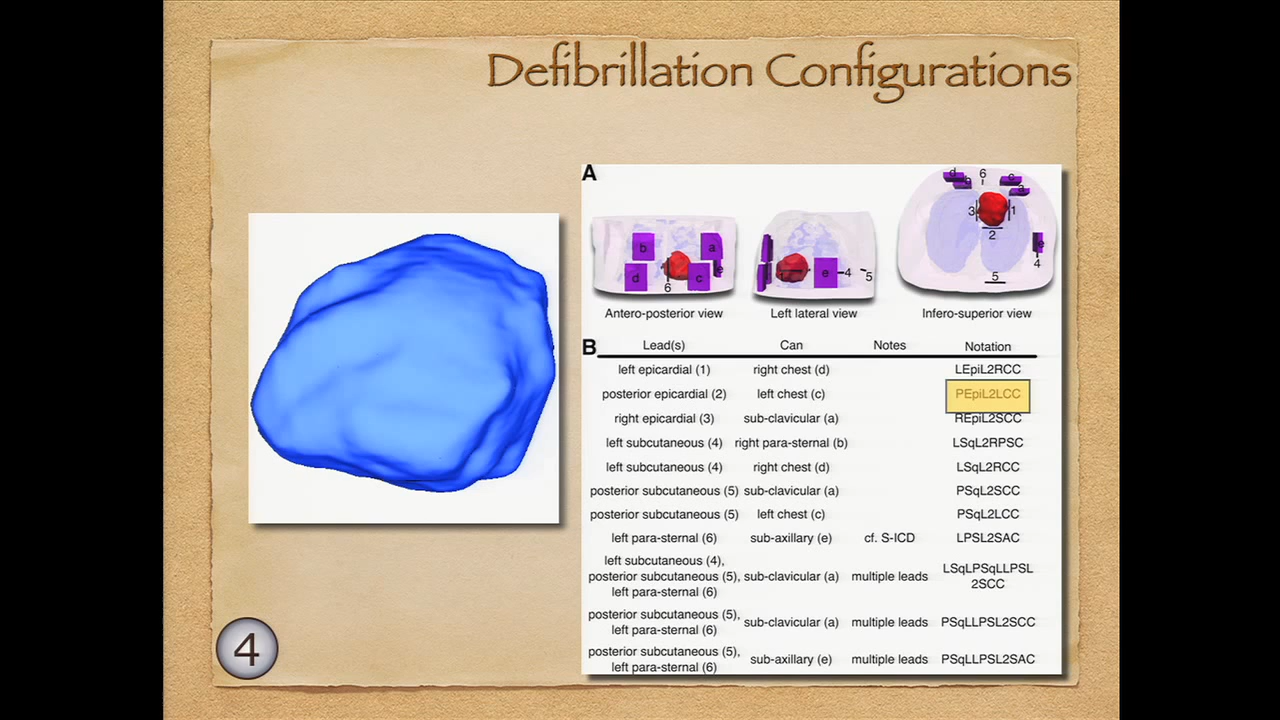 Defibrillation Configurations
A
b a
d c e
6
Antero-posterior view
1 e 4 5
Left lateral view
d 6 c
b a
3 1
2
e
4
5
Infero-superior view
B
Lead(s) Can Notes Notation
left epicardial (1) right chest (d) LEpiL2RCC
posterior epicardial (2) left chest (c) PEpiL2LCC
right epicardial (3) sub-clavicular (a) REpiL2SCC
left subcutaneous (4) right para-sternal (b) LSqL2RPSC
left subcutaneous (4) right chest (d) LSqL2RCC
posterior subcutaneous (5) sub-clavicular (a) PSqL2SCC
posterior subcutaneous (5) left chest (c) PSqL2LCC
left para-sternal (6) sub-axillary (e) cf. S-ICD LPSL2SAC
left subcutaneous (4),
posterior subcutaneous (5), sub-clavicular (a) multiple leads LSqLPSqLLPSL
left para-sternal (6) 2SCC
posterior subcutaneous (5),
left para-sternal (6) sub-clavicular (a) multiple leads PSqLLPSL2SCC
posterior subcutaneous (5),
left para-sternal (6) sub-axillary (e) multiple leads PSqLLPSL2SAC
4